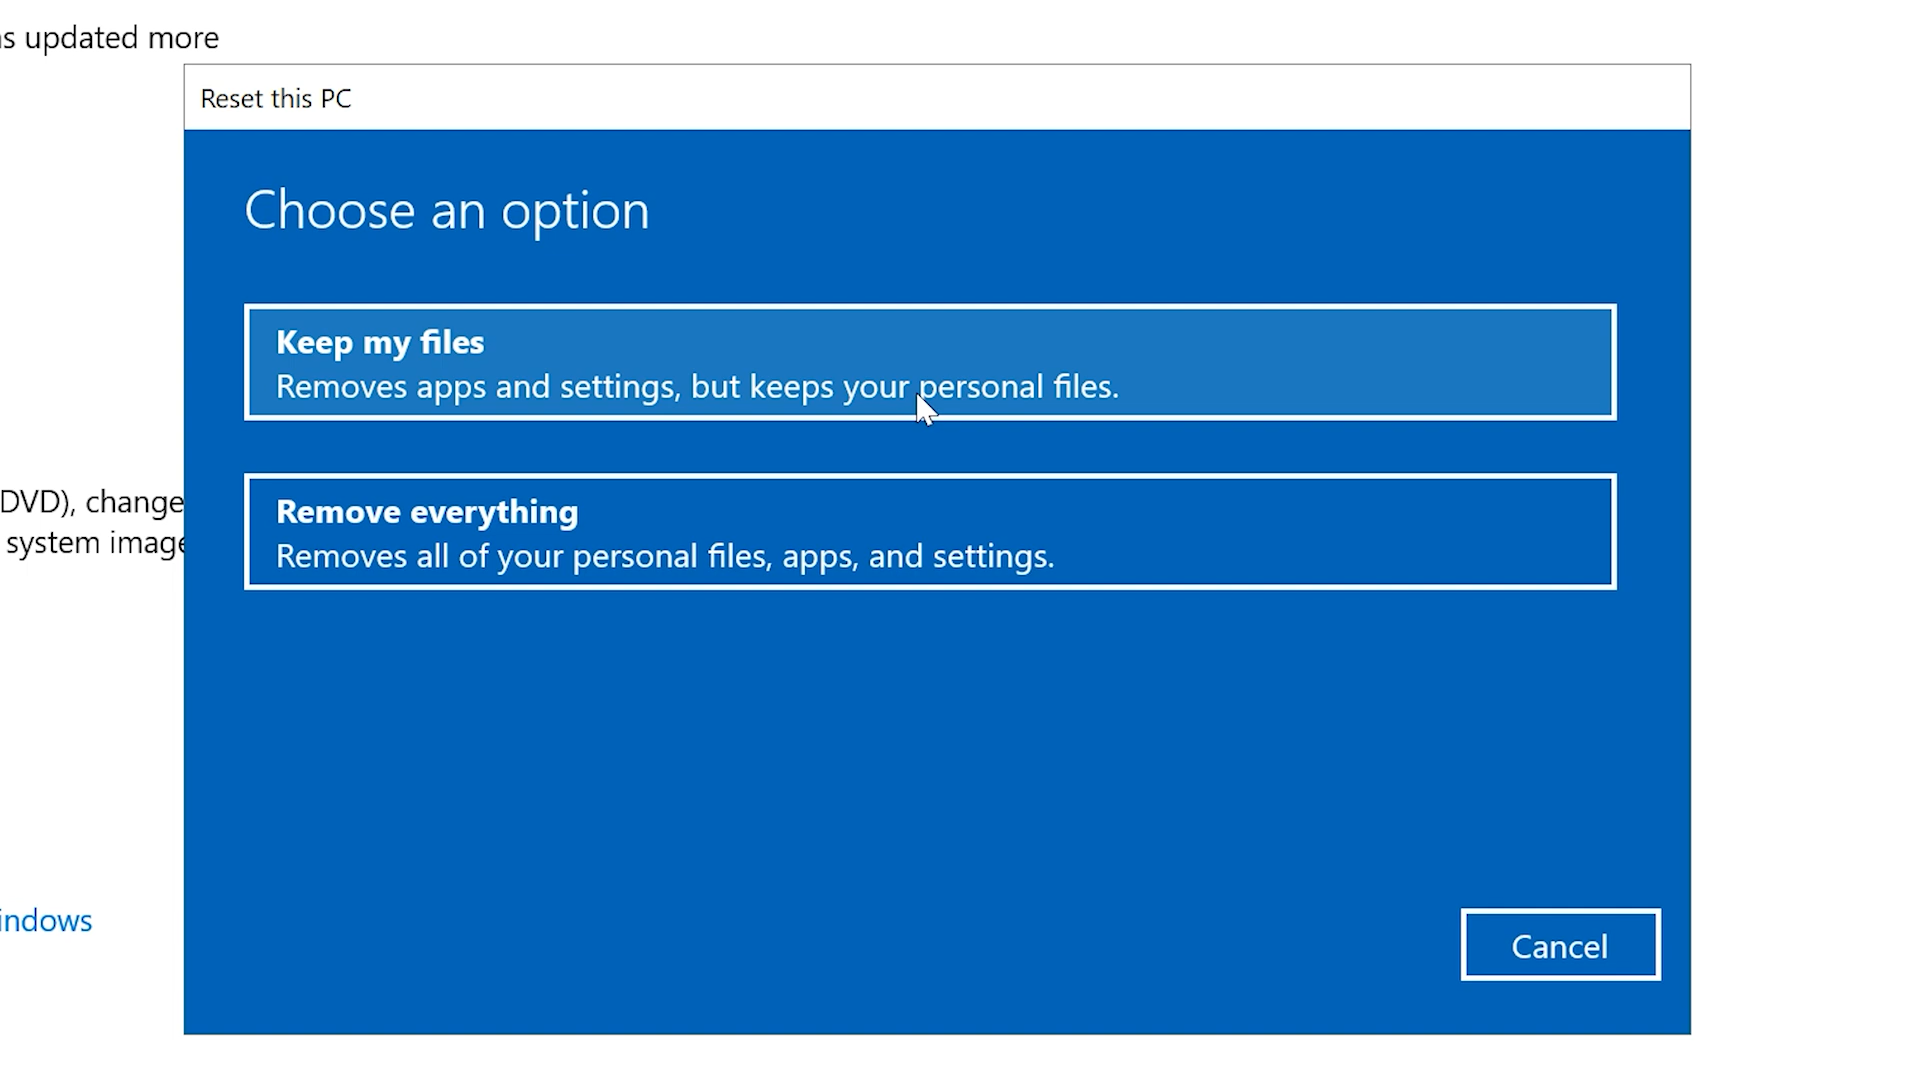 updated more
Reset this PC
Choose an option
Keep my files
Removes apps and settings, but keeps your personal files.
Remove everything
Removes all of your personal files, apps, and settings.
DVD), change
system image
indows
Cancel